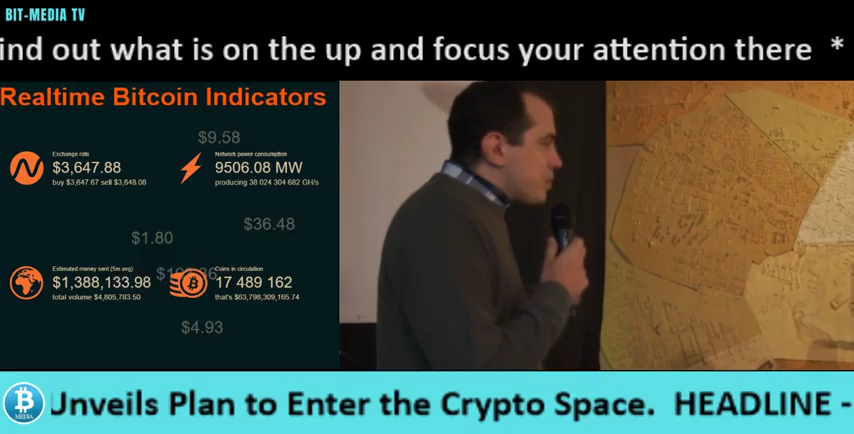 BIT-MEDIA TV
ind out what is on the up and focus your attention there *
Realtime Bitcoin Indicators
$9.58
Exchange rate
$3,647.88
buy $3,647.67 sell $3,648.08
Network power consumption
9506.08 MW
producing 38 024 304 682 GH/s
$36.48
$1.80
Estimated money sent (5m avg)
$1,388,133.98
total volume $4,805,783.50
Coins in circulation
17 489 162
that's $63,798,309,165.74
$4.93
MEDIA
Unveils Plan to Enter the Crypto Space. HEADLINE -